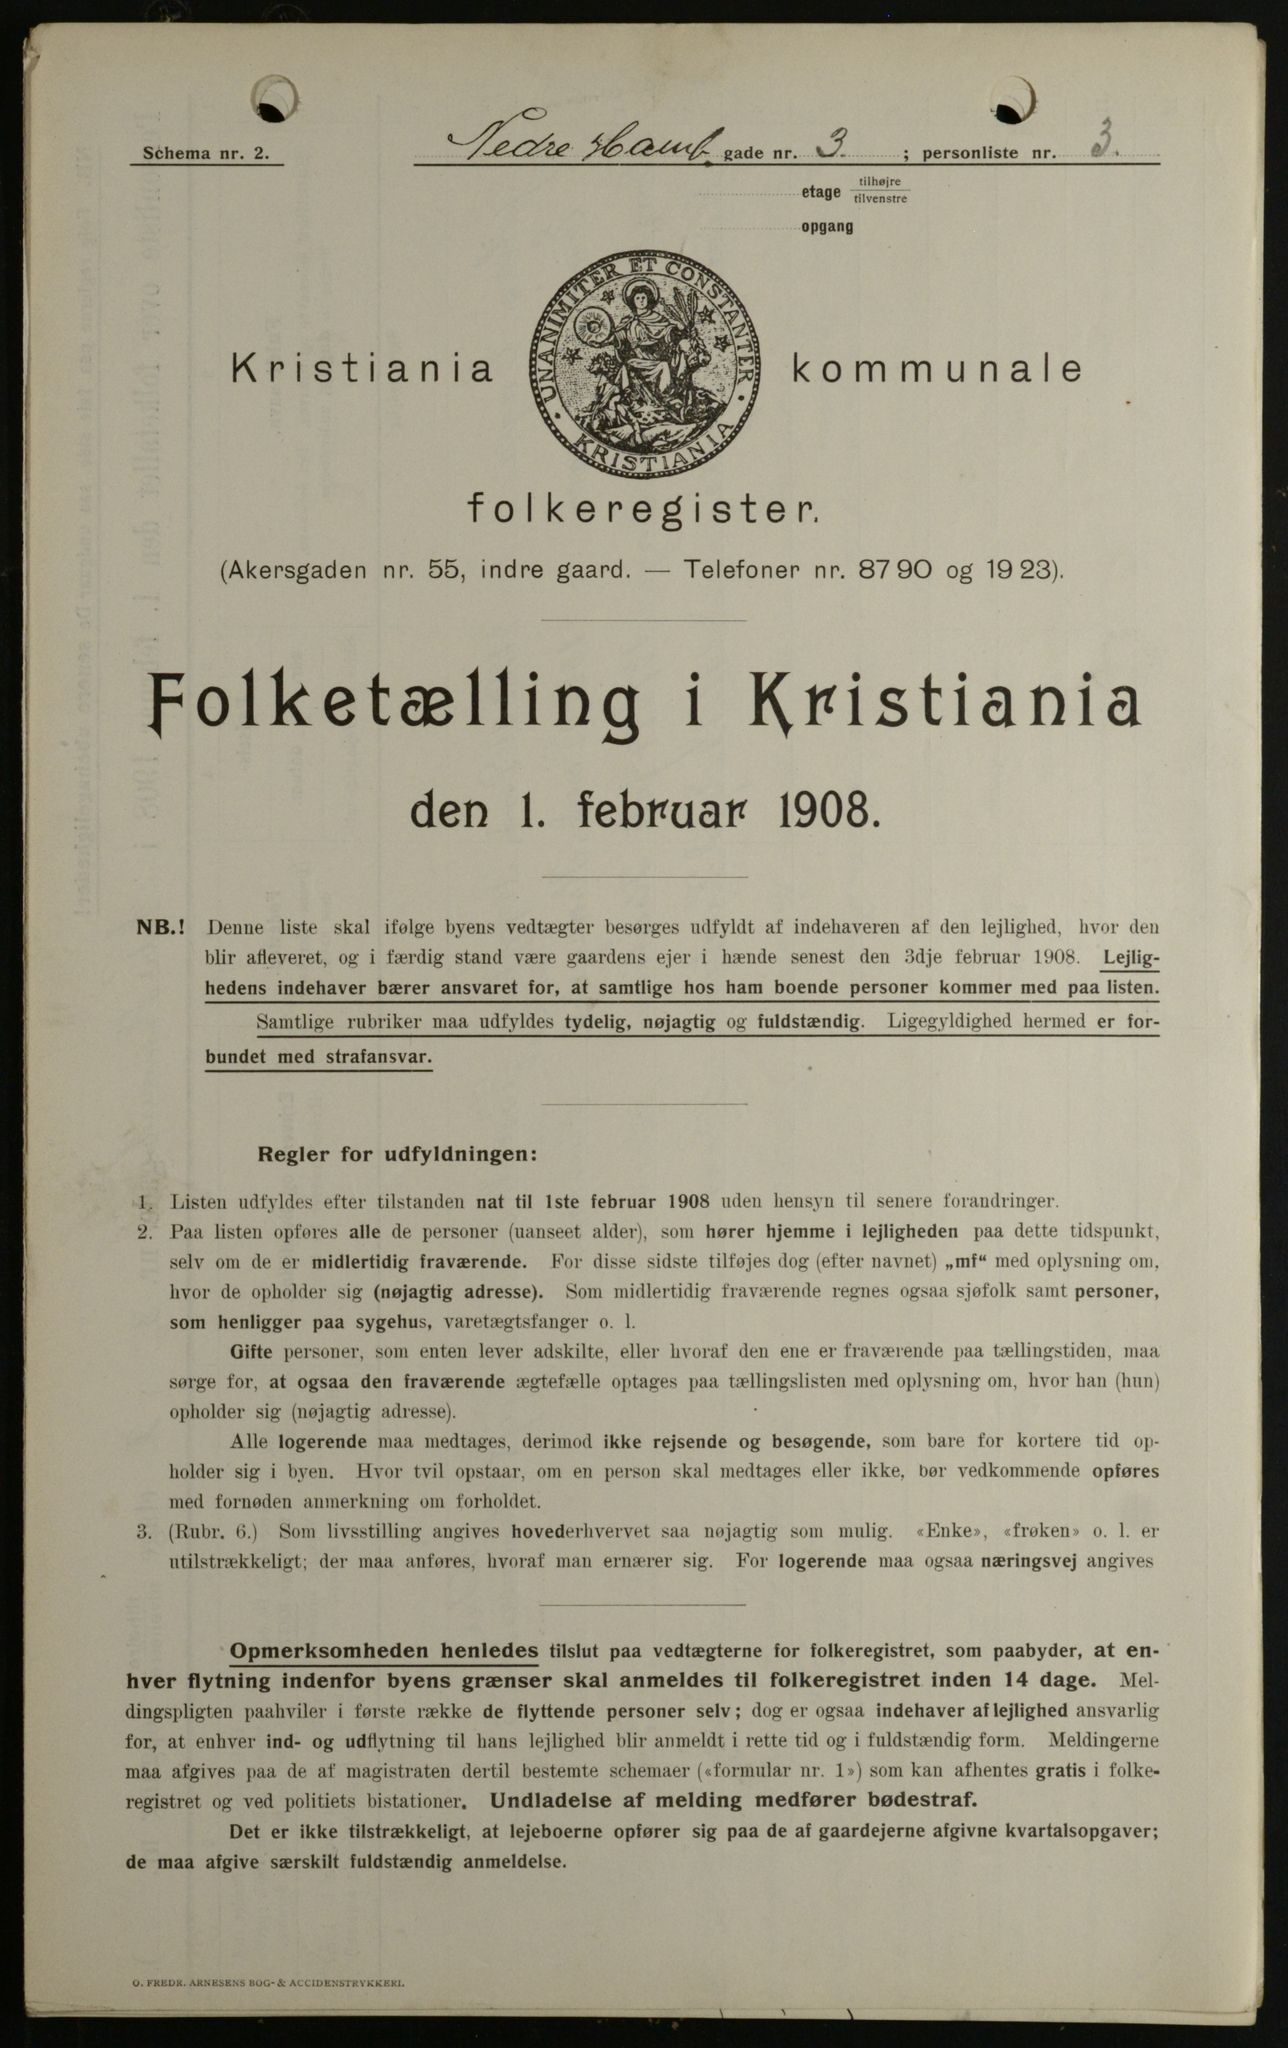 Schema nr. 2.
Nedre Hamb. gade nr. 3. ; personliste nr. 3.
etage tilhøjre
tilvenstre
opgang
UNANIMITER ET CONSTANTER
KRISTIANIA
Kristiania kommunale
folkeregister.
(Akersgaden nr. 55, indre gaard. — Telefoner nr. 87 90 og 19 23).
Folketælling i Kristiania
den 1. februar 1908.
NB.! Denne liste skal ifølge byens vedtægter besørges udfyldt af indehaveren af den lejlighed, hvor den
blir afleveret, og i færdig stand være gaardens ejer i hænde senest den 3dje februar 1908. Lejlig-
hedens indehaver bærer ansvaret for, at samtlige hos ham boende personer kommer med paa listen.
Samtlige rubriker maa udfyldes tydelig, nøjagtig og fuldstændig. Ligegyldighed hermed er for-
bundet med strafansvar.
Regler for udfyldningen:
1. Listen udfyldes efter tilstanden nat til 1ste februar 1908 uden hensyn til senere forandringer.
2. Paa listen opføres alle de personer (uanseet alder), som hører hjemme i lejligheden paa dette tidspunkt,
selv om de er midlertidig fraværende. For disse sidste tilføjes dog (efter navnet) „mf“ med oplysning om,
hvor de opholder sig (nøjagtig adresse). Som midlertidig fraværende regnes ogsaa sjøfolk samt personer,
som henligger paa sygehus, varetægtsfanger o. l.
Gifte personer, som enten lever adskilte, eller hvoraf den ene er fraværende paa tællingstiden, maa
sørge for, at ogsaa den fraværende ægtefælle optages paa tællingslisten med oplysning om, hvor han (hun)
opholder sig (nøjagtig adresse).
Alle logerende maa medtages, derimod ikke rejsende og besøgende, som bare for kortere tid op-
holder sig i byen. Hvor tvil opstaar, om en person skal medtages eller ikke, bør vedkommende opføres
med fornøden anmerkning om forholdet.
3. (Rubr. 6.) Som livsstilling angives hovederhvervet saa nøjagtig som mulig. «Enke», «frøken» o. l. er
utilstrækkeligt; der maa anføres, hvoraf man ernærer sig. For logerende maa ogsaa næringsvej angives
Opmerksomheden henledes tilslut paa vedtægterne for folkeregistret, som paabyder, at en-
hver flytning indenfor byens grænser skal anmeldes til folkeregistret inden 14 dage. Mel-
dingspligten paahviler i første række de flyttende personer selv; dog er ogsaa indehaver af lejlighed ansvarlig
for, at enhver ind- og udflytning til hans lejlighed blir anmeldt i rette tid og i fuldstændig form. Meldingerne
maa afgives paa de af magistraten dertil bestemte schemaer («formular nr. 1») som kan afhentes gratis i folke-
registret og ved politiets bistationer. Undladelse af melding medfører bødestraf.
Det er ikke tilstrækkeligt, at lejeboerne opfører sig paa de af gaardejerne afgivne kvartalsopgaver;
de maa afgive særskilt fuldstændig anmeldelse.
O. FREDR. ARNESENS BOG- & ACCIDENSTRYKKERI.